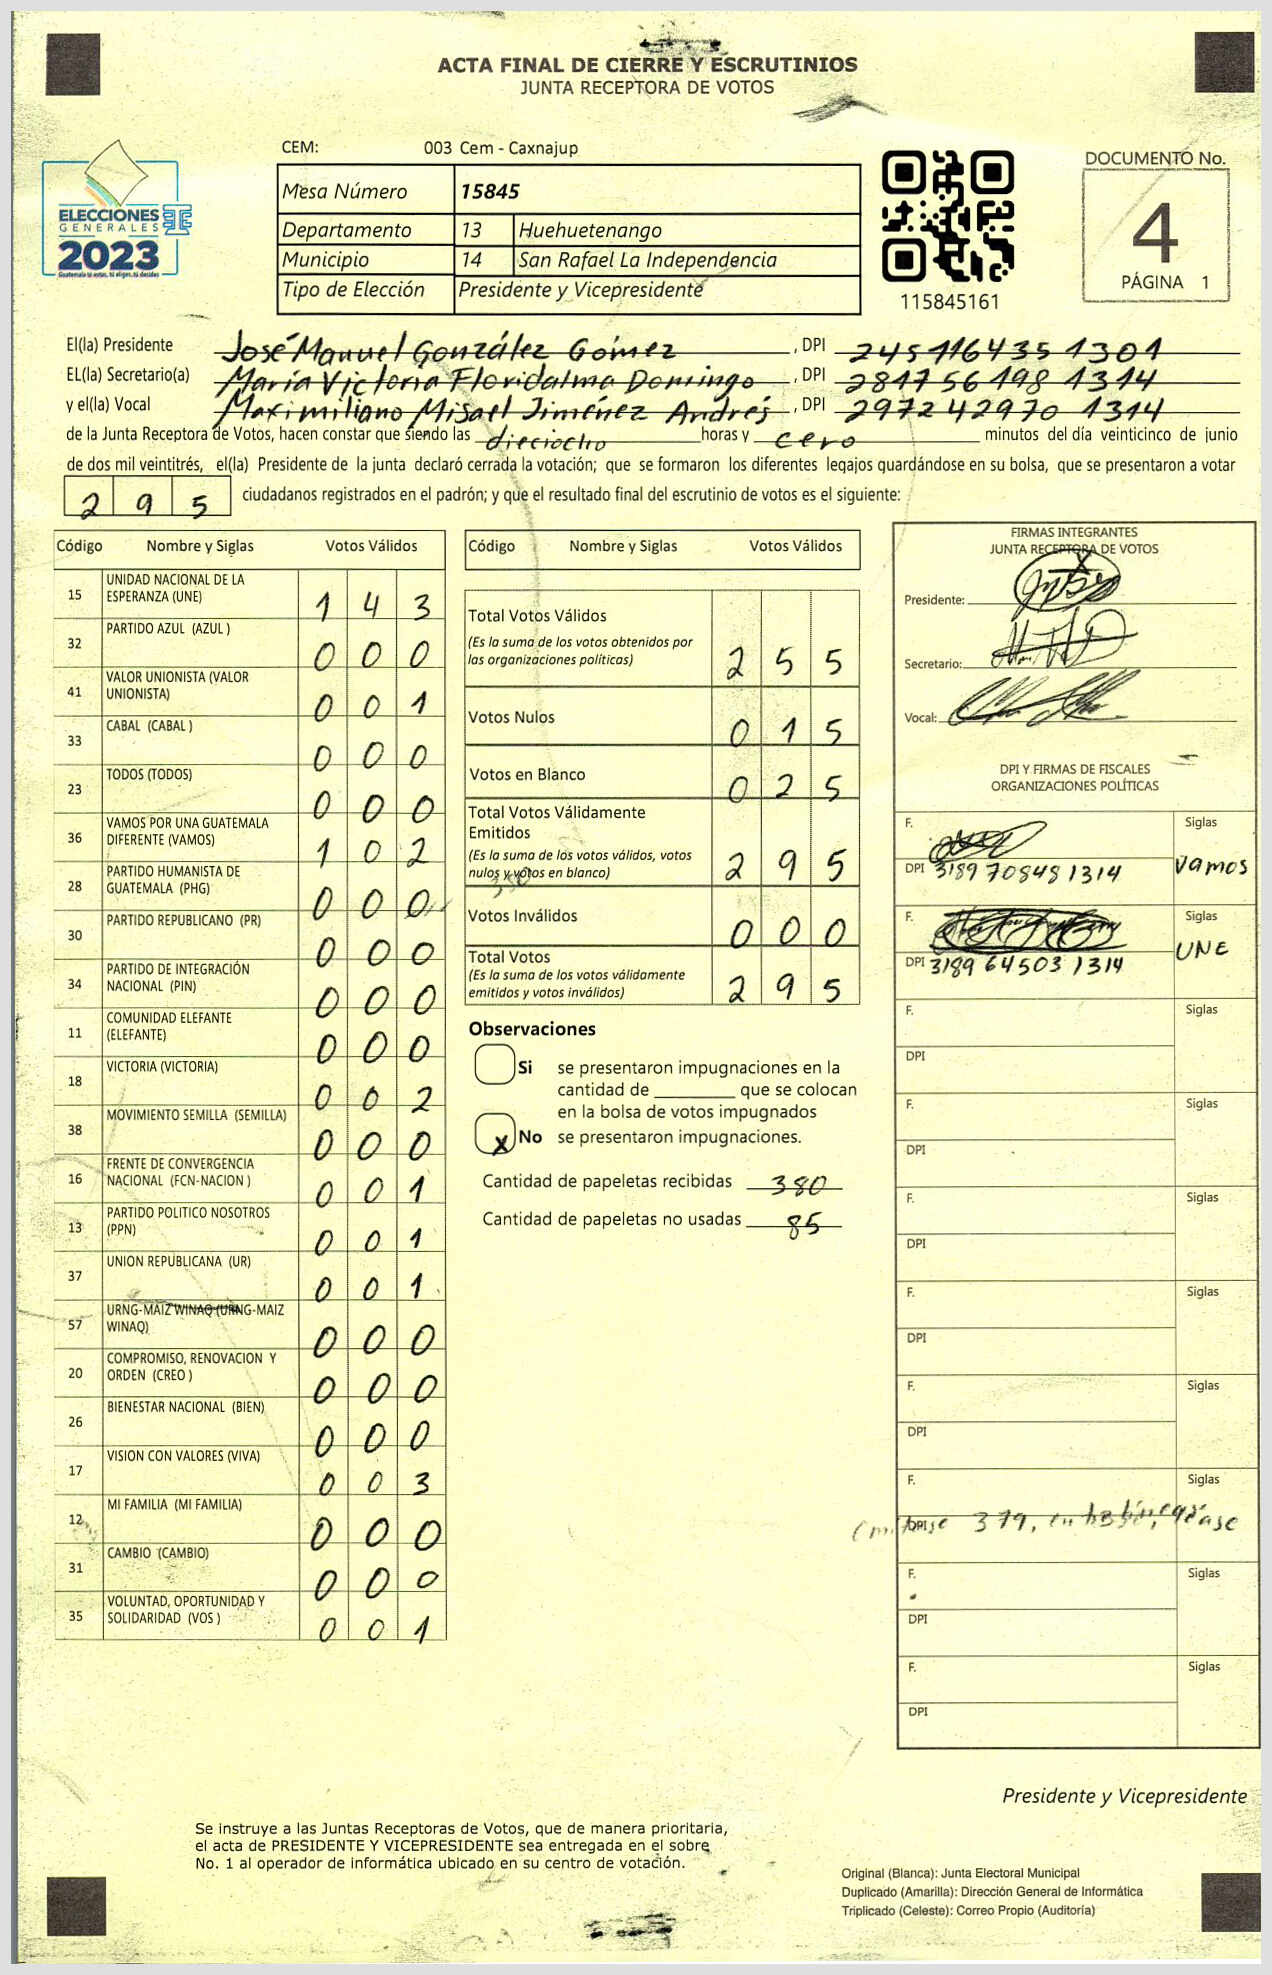 ACTA FINAL DE CIERRE Y ESCRUTINIOS
JUNTA RECEPTORA DE VOTOS
CEM: 003 Cem - Caxnajup
ELECCIONES
GENERALES
2023
Mesa Número 15845
Departamento 13 Huehuetenango
Municipio 14 San Rafael La Independencia
Tipo de Elección Presidente y Vicepresidente
115845161
DOCUMENTO No.
4
PÁGINA 1
El(la) Presidente José Manuel González Gómez , DPI 2451164351301
EL(la) Secretario(a) María Victoria Floridalma Domingo , DPI 2817561981314
y el(la) Vocal Maximiliano Misael Jiménez Andrés , DPI 2972429701314
de la Junta Receptora de Votos, hacen constar que siendo las dieciocho horas y cero minutos del día veinticinco de junio
de dos mil veintitrés, el(la) Presidente de la junta declaró cerrada la votación; que se formaron los diferentes legajos guardándose en su bolsa, que se presentaron a votar
295 ciudadanos registrados en el padrón; y que el resultado final del escrutinio de votos es el siguiente:
Código Nombre y Siglas Votos Válidos
15 UNIDAD NACIONAL DE LA
ESPERANZA (UNE) 1 4 3
32 PARTIDO AZUL (AZUL ) 0 0 0
41 VALOR UNIONISTA (VALOR
UNIONISTA) 0 0 1
33 CABAL (CABAL ) 0 0 0
23 TODOS (TODOS) 0 0 0
36 VAMOS POR UNA GUATEMALA
DIFERENTE (VAMOS) 1 0 2
28 PARTIDO HUMANISTA DE
GUATEMALA (PHG) 0 0 0
30 PARTIDO REPUBLICANO (PR) 0 0 0
34 PARTIDO DE INTEGRACIÓN
NACIONAL (PIN) 0 0 0
11 COMUNIDAD ELEFANTE
(ELEFANTE) 0 0 0
18 VICTORIA (VICTORIA) 0 0 2
38 MOVIMIENTO SEMILLA (SEMILLA) 0 0 0
16 FRENTE DE CONVERGENCIA
NACIONAL (FCN-NACION ) 0 0 1
13 PARTIDO POLITICO NOSOTROS
(PPN) 0 0 1
37 UNION REPUBLICANA (UR) 0 0 1
57 URNG-MAIZ WINAQ (URNG-MAIZ
WINAQ) 0 0 0
20 COMPROMISO, RENOVACION Y
ORDEN (CREO ) 0 0 0
26 BIENESTAR NACIONAL (BIEN) 0 0 0
17 VISION CON VALORES (VIVA) 0 0 3
12 MI FAMILIA (MI FAMILIA) 0 0 0
31 CAMBIO (CAMBIO) 0 0 0
35 VOLUNTAD, OPORTUNIDAD Y
SOLIDARIDAD (VOS ) 0 0 1
Código Nombre y Siglas Votos Válidos
Total Votos Válidos
(Es la suma de los votos obtenidos por
las organizaciones políticas) 2 5 5
Votos Nulos 0 1 5
Votos en Blanco 0 2 5
Total Votos Válidamente
Emitidos
(Es la suma de los votos válidos, votos
nulos y votos en blanco) 2 9 5
Votos Inválidos 0 0 0
Total Votos
(Es la suma de los votos válidamente
emitidos y votos inválidos) 2 9 5
Observaciones
Si se presentaron impugnaciones en la
cantidad de que se colocan
en la bolsa de votos impugnados
x No se presentaron impugnaciones.
Cantidad de papeletas recibidas 380
Cantidad de papeletas no usadas 85
FIRMAS INTEGRANTES
JUNTA RECEPTORA DE VOTOS
Presidente:
Secretario:
Vocal:
DPI Y FIRMAS DE FISCALES
ORGANIZACIONES POLÍTICAS
F. Siglas
DPI 3189708481314 Vamos
F. Siglas
DPI 3189645031314 UNE
F. Siglas
DPI
F. Siglas
DPI
F. Siglas
DPI
F. Siglas
DPI
F. Siglas
DPI
F. Siglas
DPI
379,
F. Siglas
DPI
F. Siglas
DPI
Presidente y Vicepresidente
Se instruye a las Juntas Receptoras de Votos, que de manera prioritaria,
el acta de PRESIDENTE Y VICEPRESIDENTE sea entregada en el sobre
No. 1 al operador de informática ubicado en su centro de votación.
Original (Blanca): Junta Electoral Municipal
Duplicado (Amarilla): Dirección General de Informática
Triplicado (Celeste): Correo Propio (Auditoría)